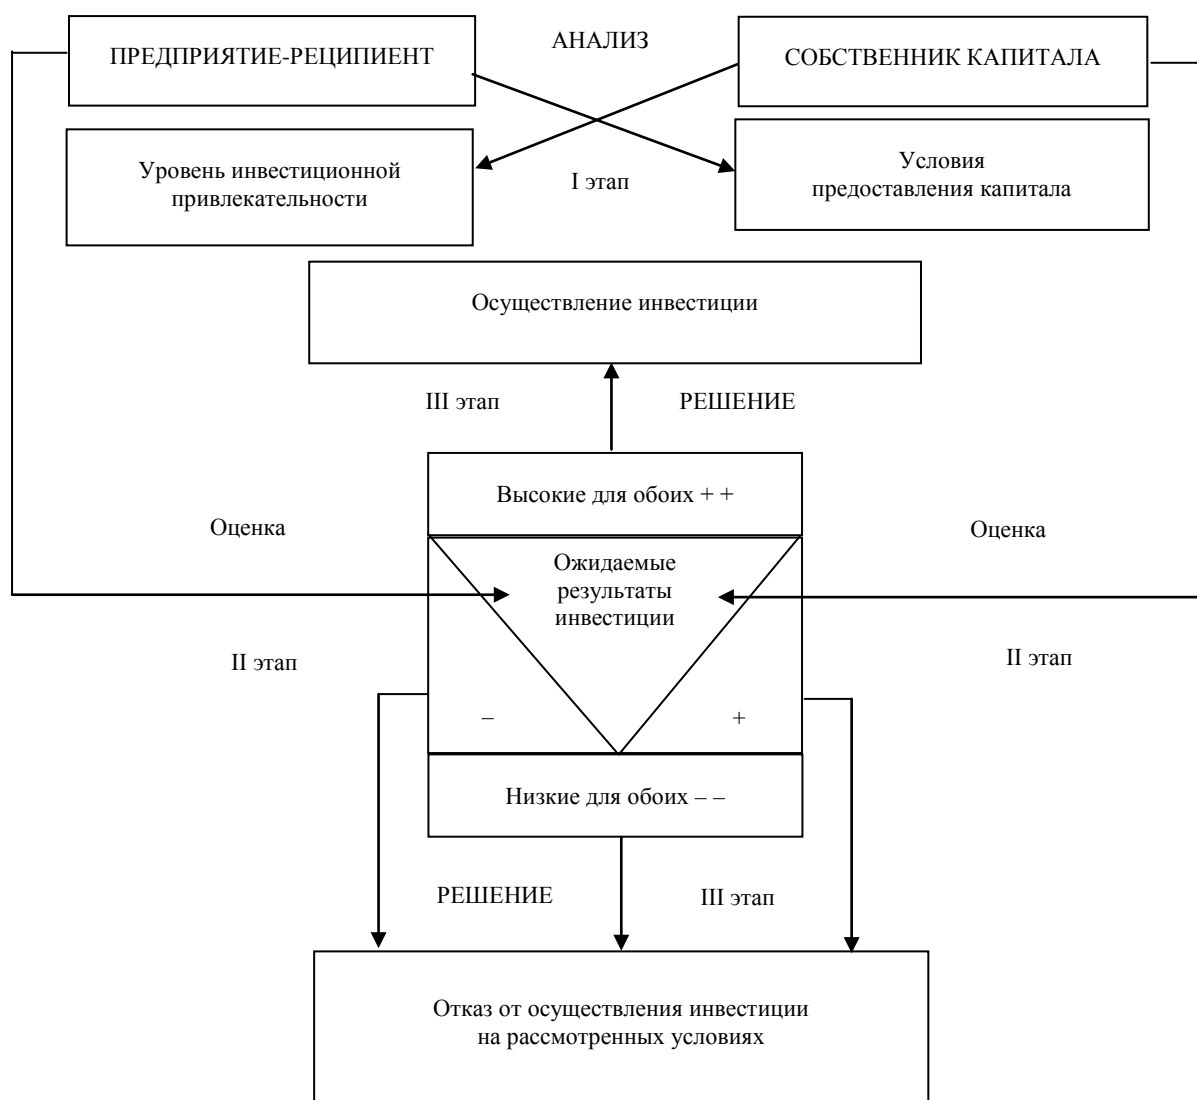 АНАЛИЗ
ПРЕДПРИЯТИЕ-РЕЦИПИЕНТ
СОБСТВЕННИК КАПИТАЛА
Уровень инвестиционной
привлекательности
I этап
Условия
предоставления капитала
Осуществление инвестиции
III этап
РЕШЕНИЕ
Высокие для обоих + +
Оценка
Оценка
Ожидаемые
результаты
инвестиции
II этап
II этап
–
+
Низкие для обоих – –
РЕШЕНИЕ
III этап
Отказ от осуществления инвестиции
на рассмотренных условиях